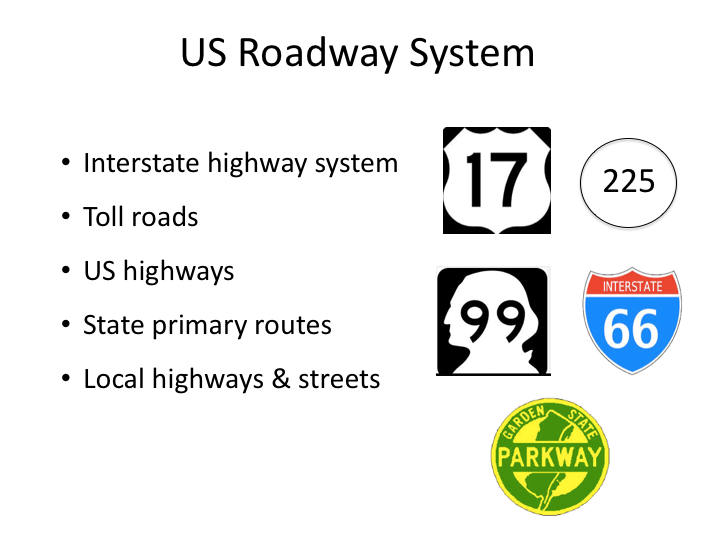 US Roadway System
• Interstate highway system
• Toll roads
• US highways
• State primary routes
• Local highways & streets
17
225
99
INTERSTATE
66
GARDEN STATE
PARKWAY